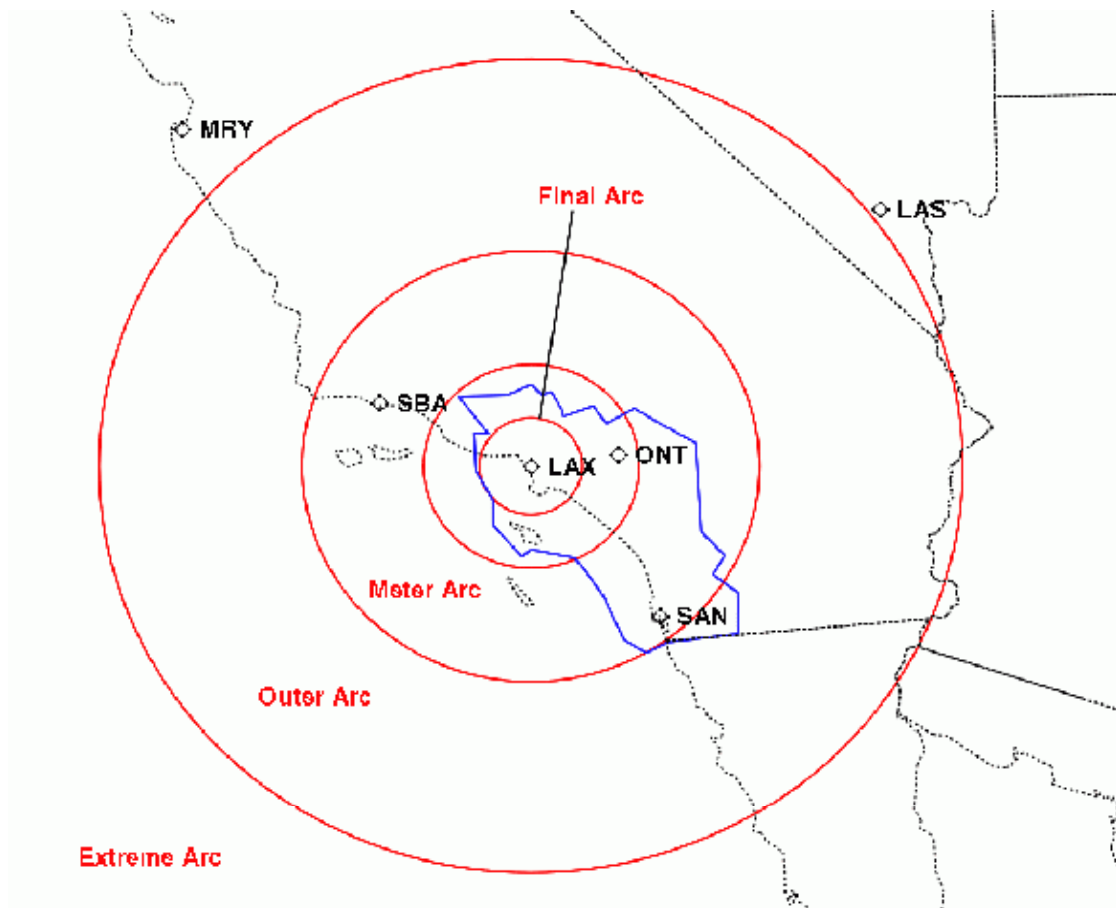 MRY
Final Arc
LAS
SBA
LAX
ONT
Meter Arc
SAN
Outer Arc
Extreme Arc